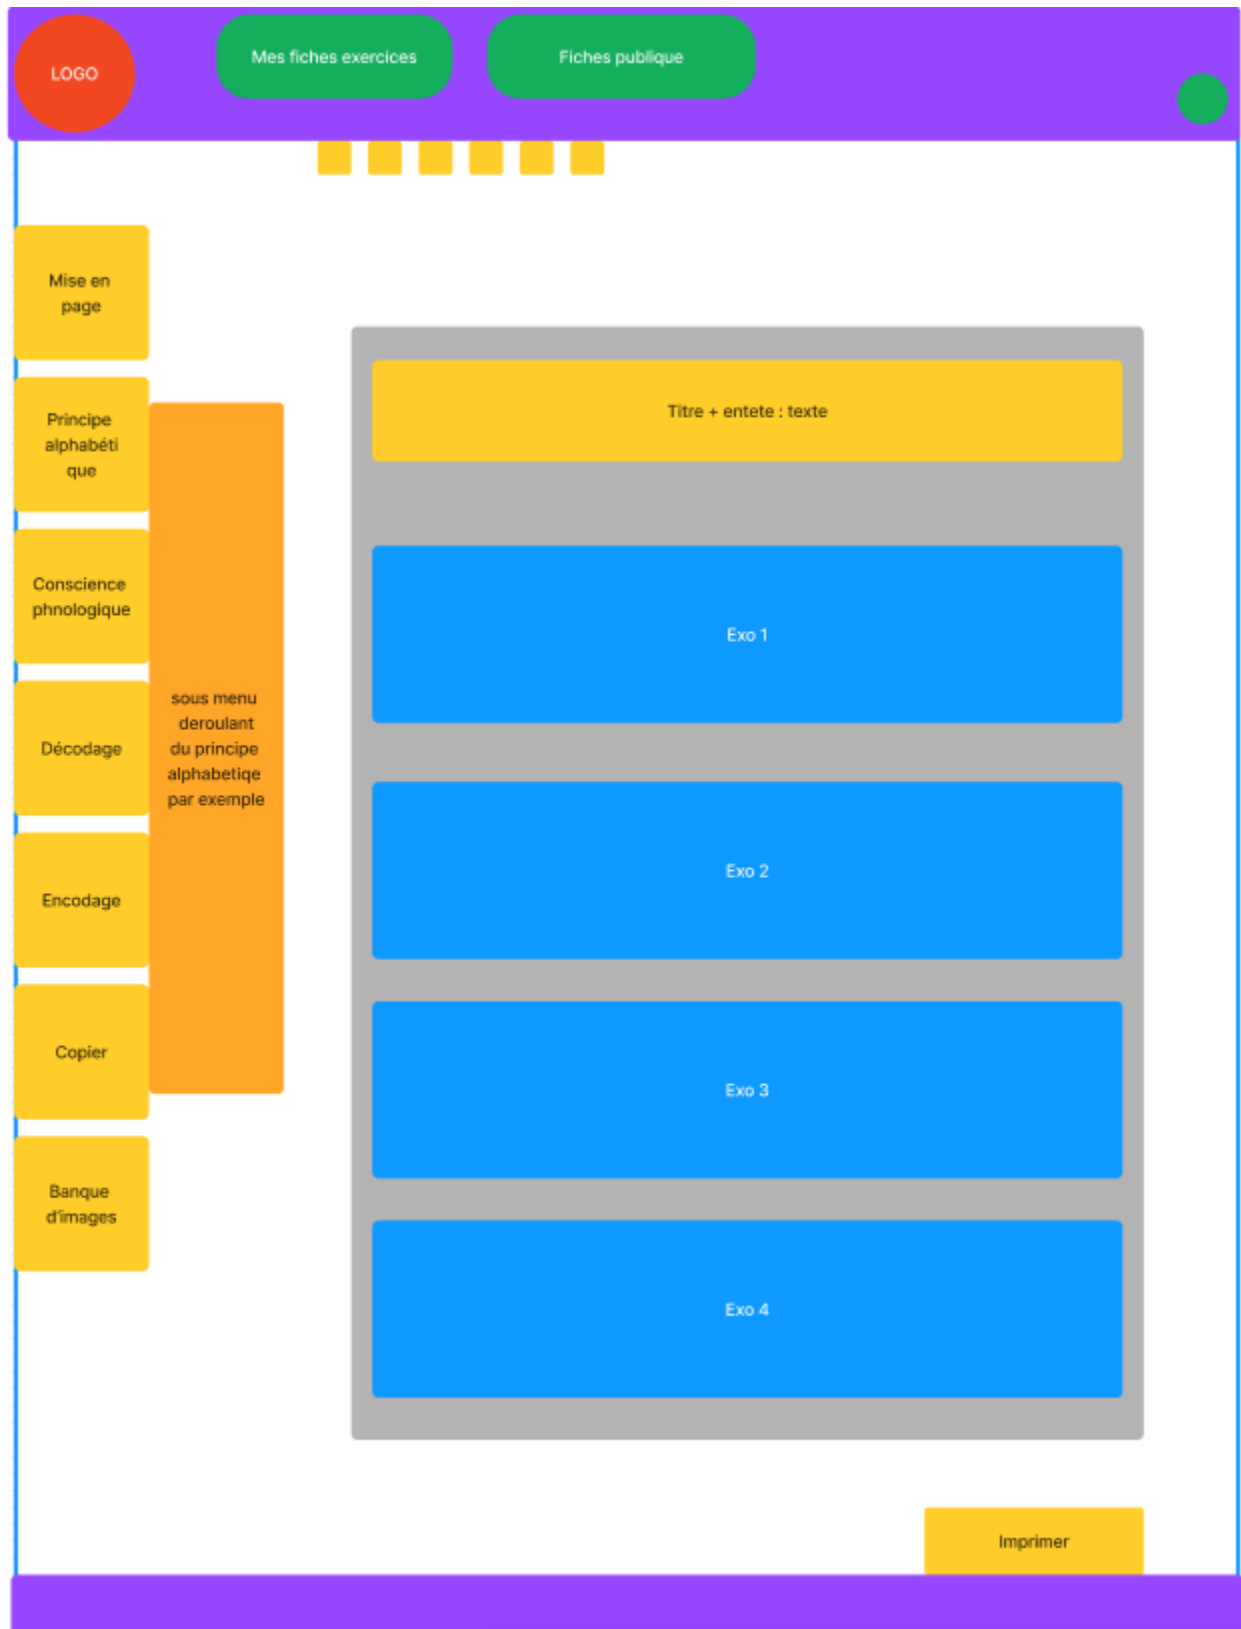 LOGO
Mes fiches exercices
Fiches publique
Mise en
page
Principe
alphabéti
que
Conscience
phnologique
Décodage
Encodage
Copier
Banque
d'images
sous menu
deroulant
du principe
alphabetiqe
par exemple
Titre + entete : texte
Exo 1
Exo 2
Exo 3
Exo 4
Imprimer